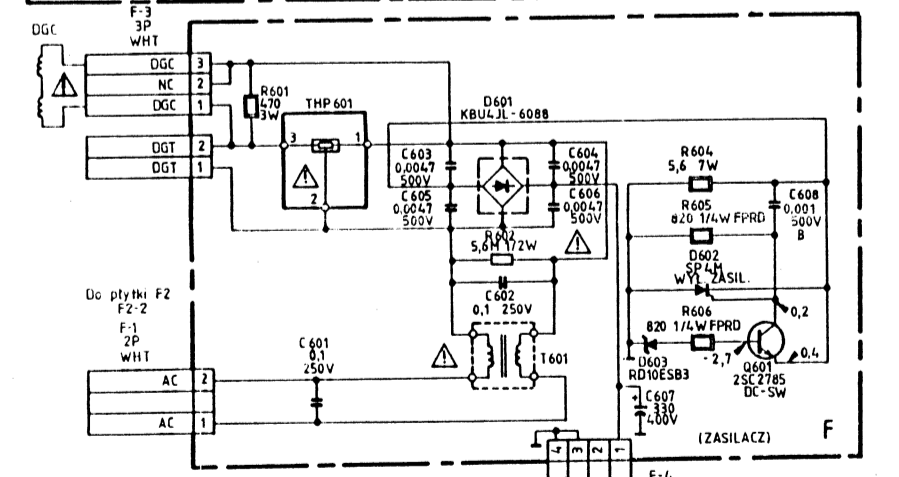 DGC
F-3
3P
WHT
DGC 3
NC 2
DGC 1
DGT 2
DGT 1
R601
470
3W
THP601
3
1
2
D601
KBU4JL-6088
C603
0,0047
500V
C605
0,0047
500V
C604
0,0047
500V
C606
0,0047
500V
R602
5,6M 1/2W
C602
0,1 250V
T601
R604
5,6 7W
R605
820 1/4W FPRD
C608
0.001
500V
B
D602
SP4M
WYŁ. ZASIL.
R606
820 1/4W FPRD
0,2
-2,7
0,4
D603
RD10ESB3
Q601
2SC2785
DC-SW
Do płytki F2
F2-2
F-1
2P
WHT
AC 2
AC 1
C601
0,1
250V
+
C607
330
400V
(ZASILACZ)
F
4 3 2 1
F-4